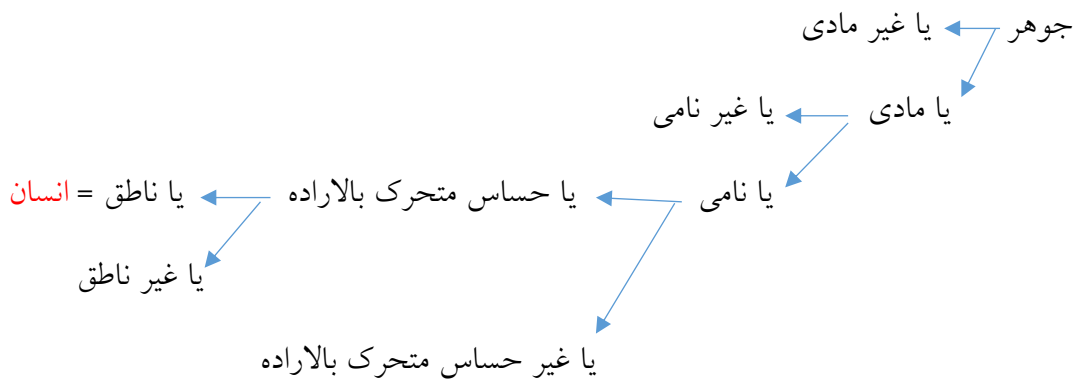 جوهر یا غیر مادی
یا مادی یا غیر نامی
یا نامی یا حساس متحرک بالاراده یا ناطق = انسان
یا غیر ناطق
یا غیر حساس متحرک بالاراده